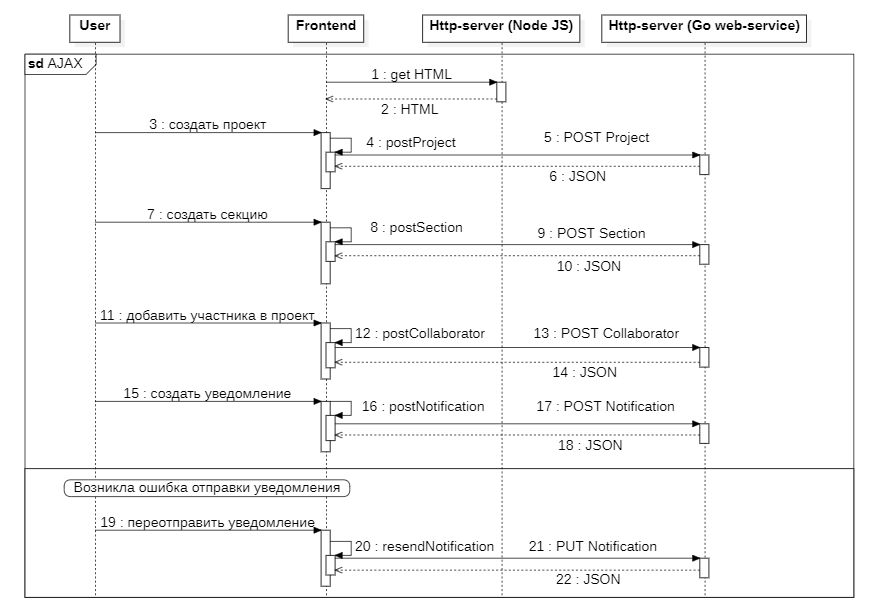 User
Frontend
Http-server (Node JS)
Http-server (Go web-service)
sd AJAX
1 : get HTML
2 : HTML
3 : создать проект
4 : postProject
5 : POST Project
6 : JSON
7 : создать секцию
8 : postSection
9 : POST Section
10 : JSON
11 : добавить участника в проект
12 : postCollaborator
13 : POST Collaborator
14 : JSON
15 : создать уведомление
16 : postNotification
17 : POST Notification
18 : JSON
Возникла ошибка отправки уведомления
19 : переотправить уведомление
20 : resendNotification
21 : PUT Notification
22 : JSON